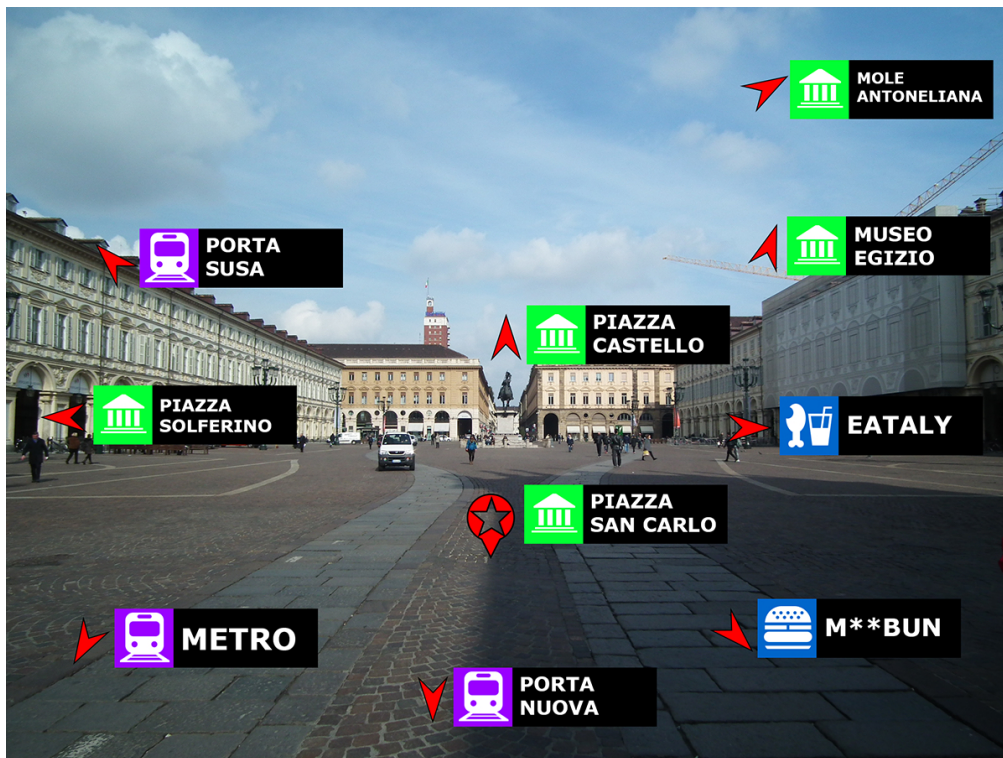 MOLE
ANTONELIANA
PORTA
SUSA
MUSEO
EGIZIO
PIAZZA
CASTELLO
PIAZZA
SOLFERINO
EATALY
PIAZZA
SAN CARLO
METRO
M**BUN
PORTA
NUOVA